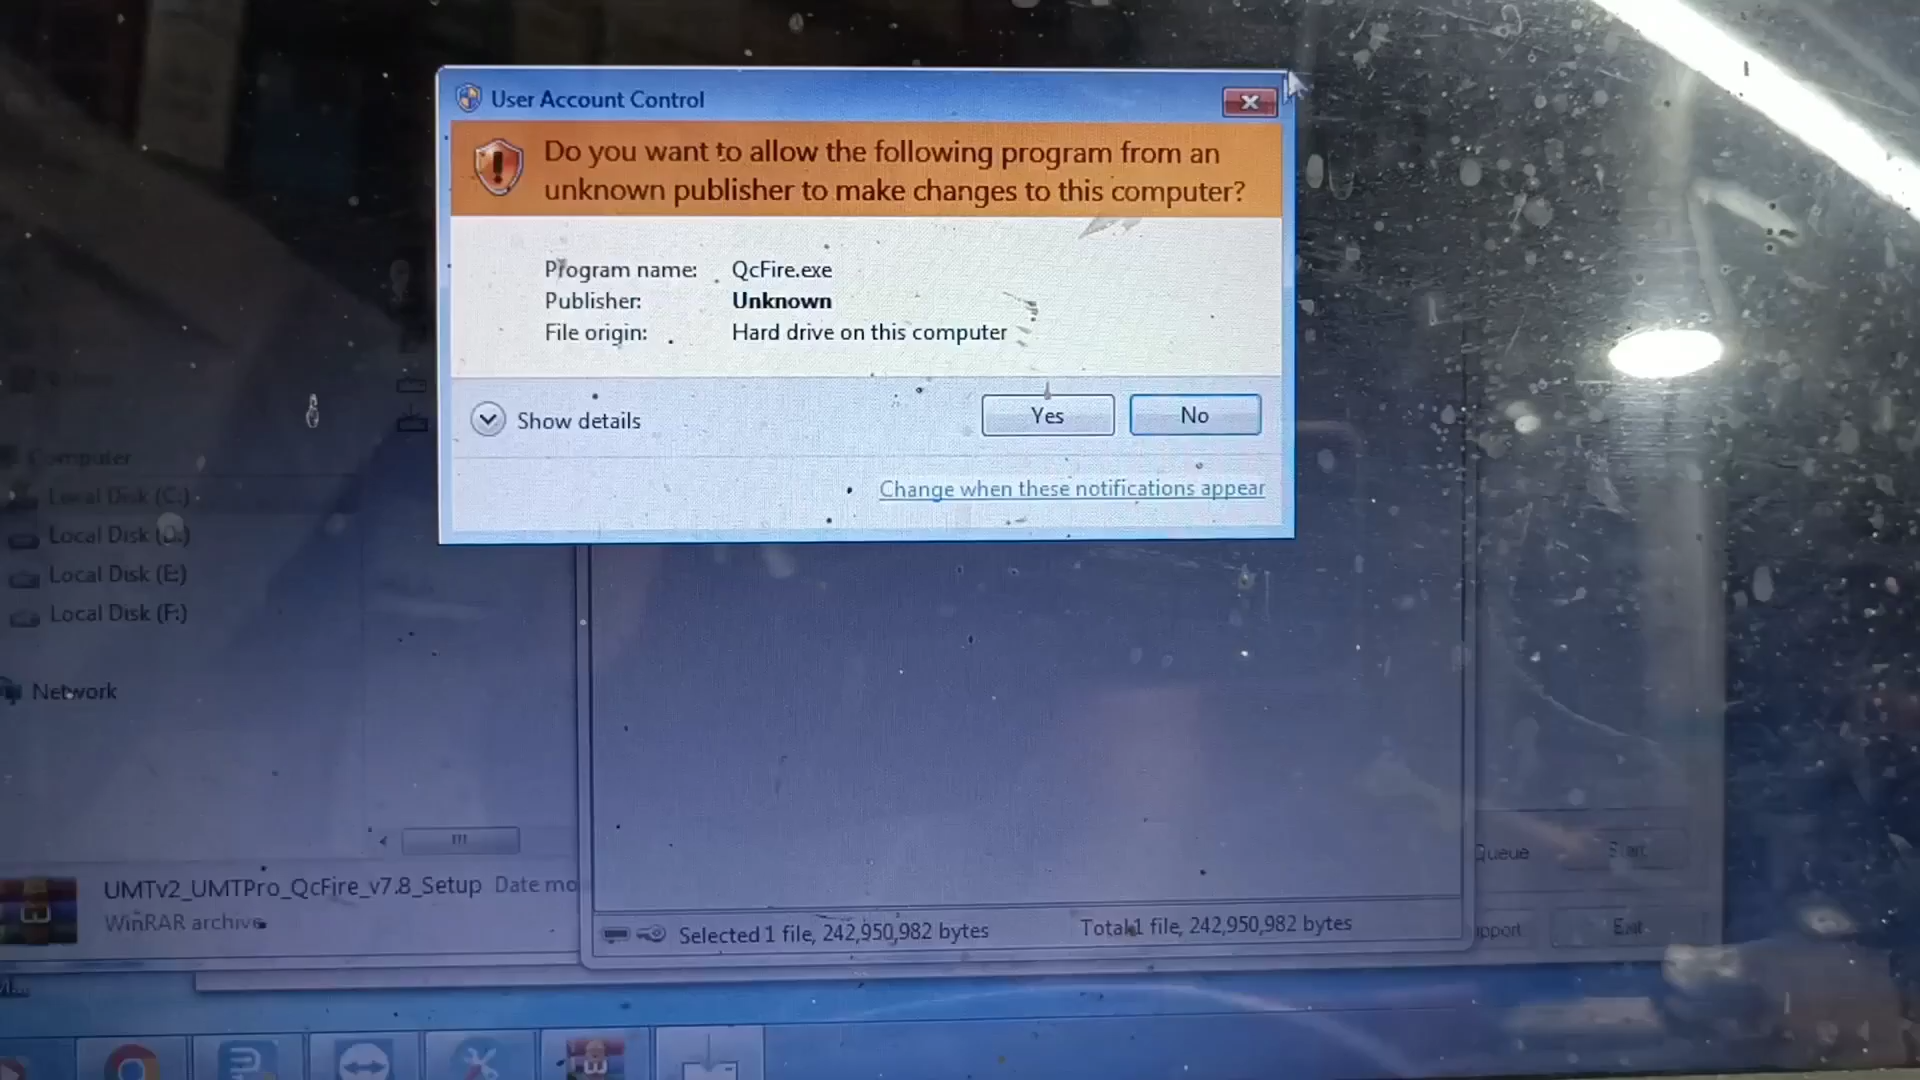 User Account Control
Do you want to allow the following program from an
unknown publisher to make changes to this computer?
Program name: QcFire.exe
Publisher: Unknown
File origin: Hard drive on this computer
Show details
Yes
No
Change when these notifications appear
Computer
Local Disk (C:)
Local Disk (D:)
Local Disk (E:)
Local Disk (F:)
Network
Queue
Start
UMTv2_UMTPro_QcFire_v7.8_Setup Date mo
WinRAR archive
Selected 1 file, 242,950,982 bytes
Total 1 file, 242,950,982 bytes
pport
Exit